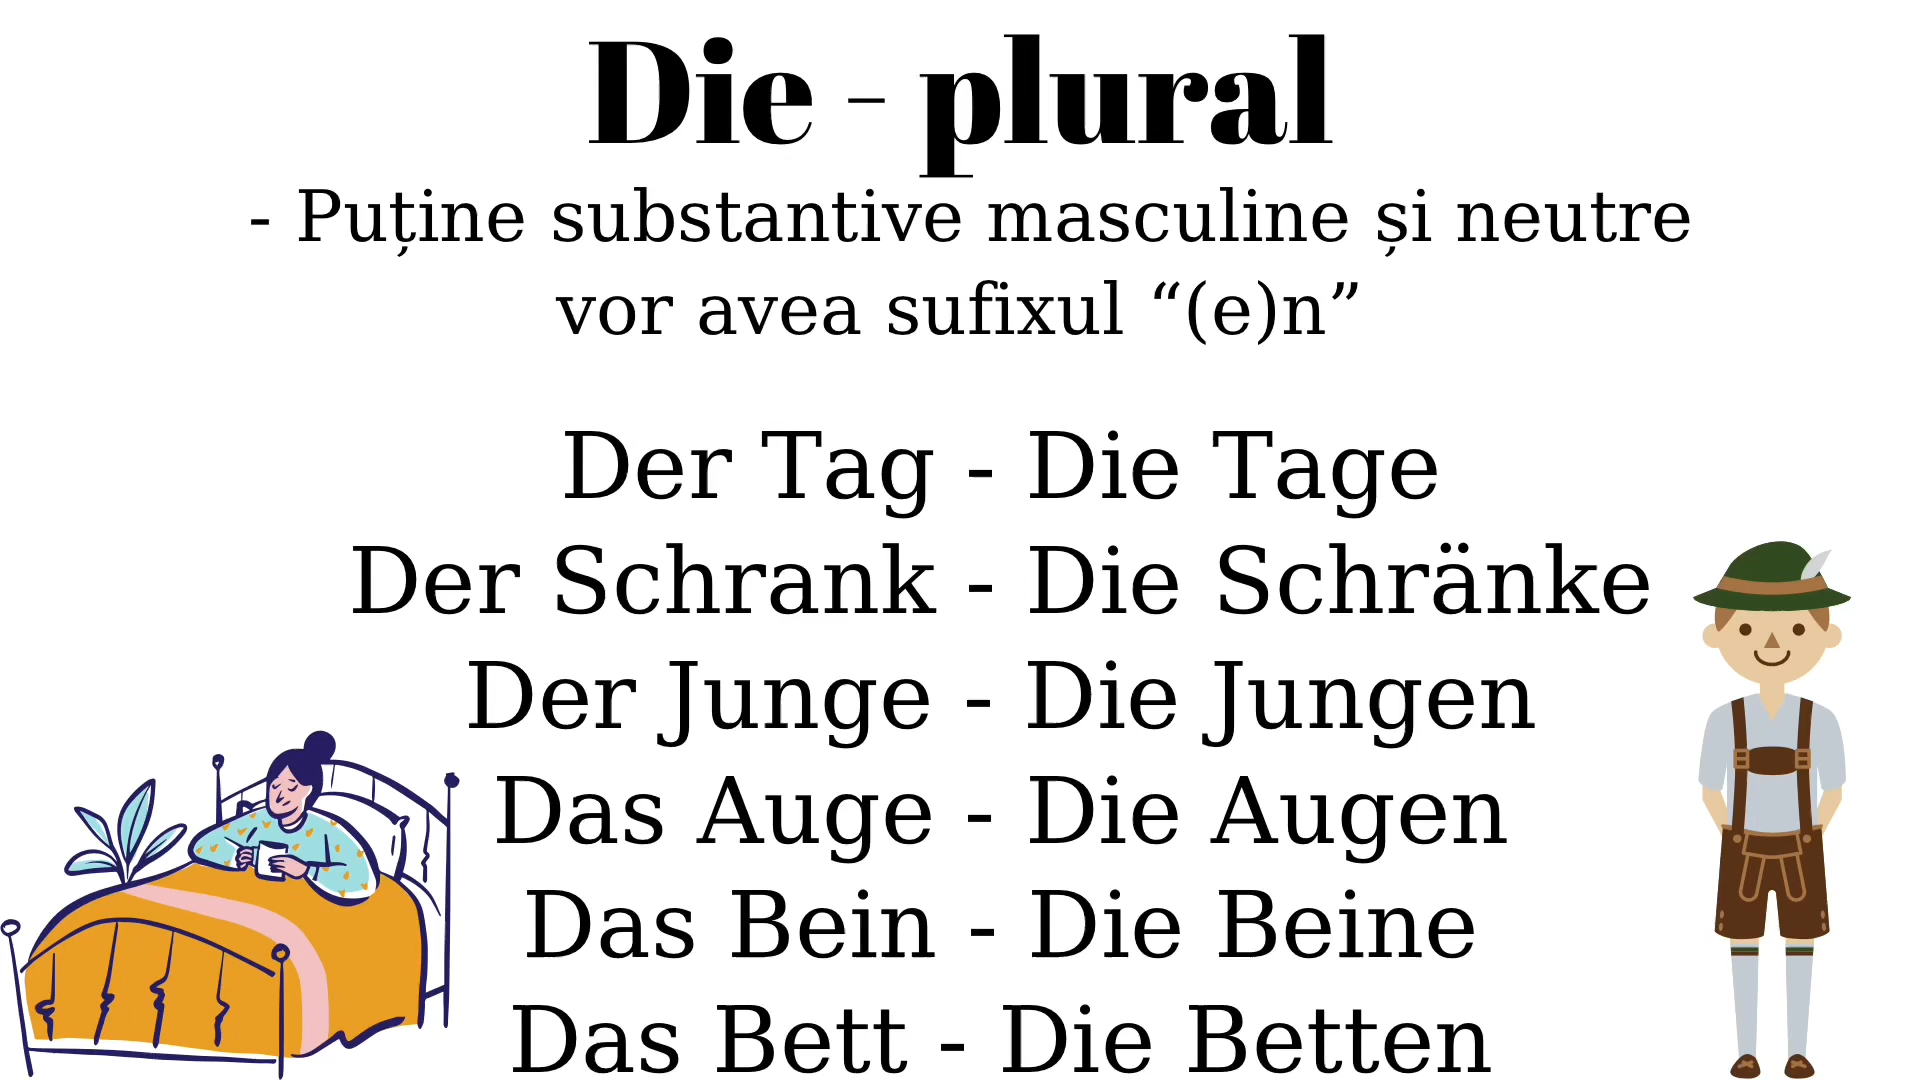 Die - plural
- Puține substantive masculine și neutre
vor avea sufixul “(e)n”
Der Tag - Die Tage
Der Schrank - Die Schränke
Der Junge - Die Jungen
Das Auge - Die Augen
Das Bein - Die Beine
Das Bett - Die Betten